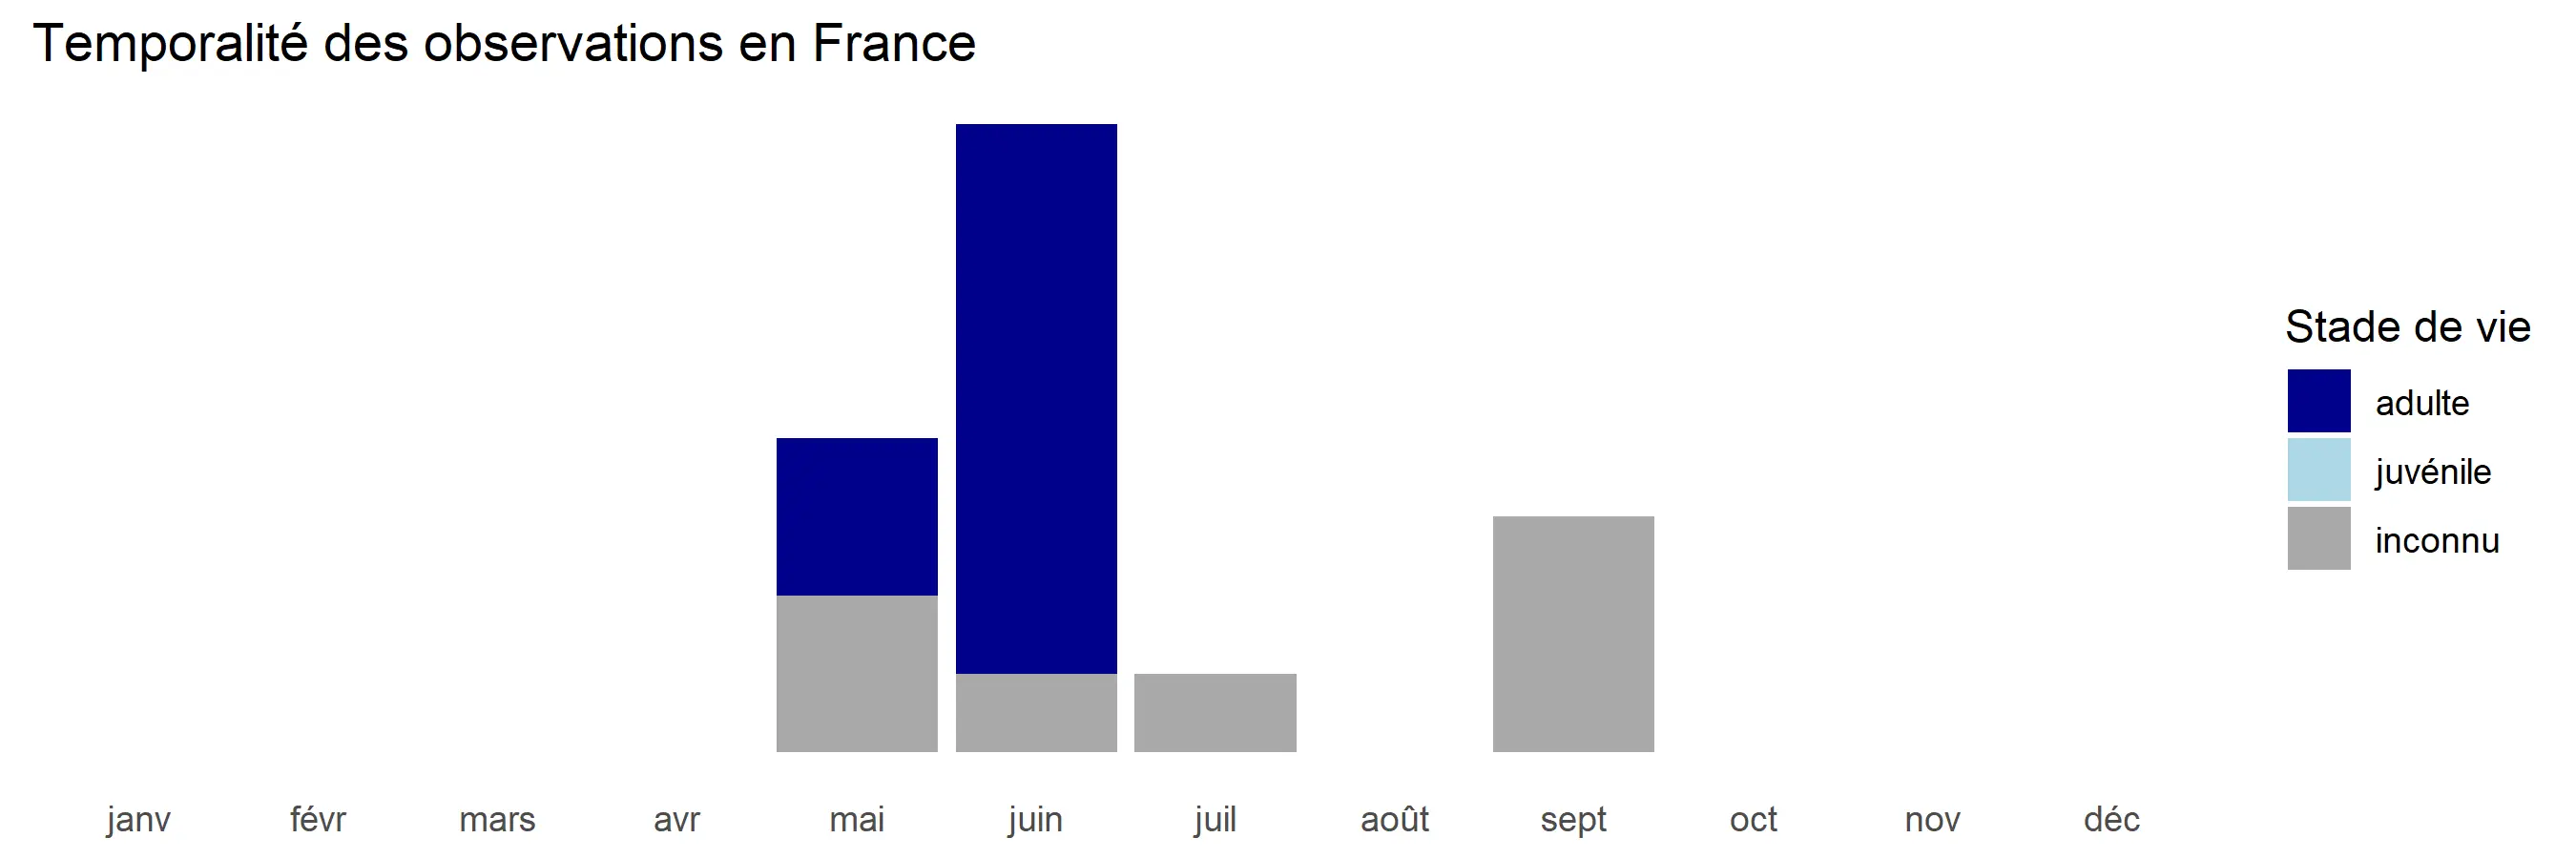 Temporalité des observations en France
Stade de vie
adulte
juvénile
inconnu
janv févr mars avr mai juin juil août sept oct nov déc